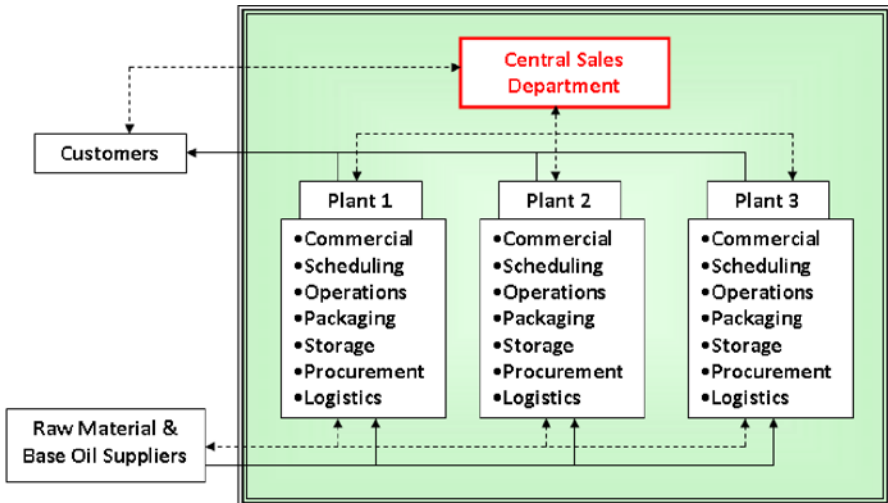 Central Sales
Department
Customers
Plant 1
Plant 2
Plant 3
•Commercial
•Scheduling
•Operations
•Packaging
•Storage
•Procurement
•Logistics
•Commercial
•Scheduling
•Operations
•Packaging
•Storage
•Procurement
•Logistics
•Commercial
•Scheduling
•Operations
•Packaging
•Storage
•Procurement
•Logistics
Raw Material &
Base Oil Suppliers